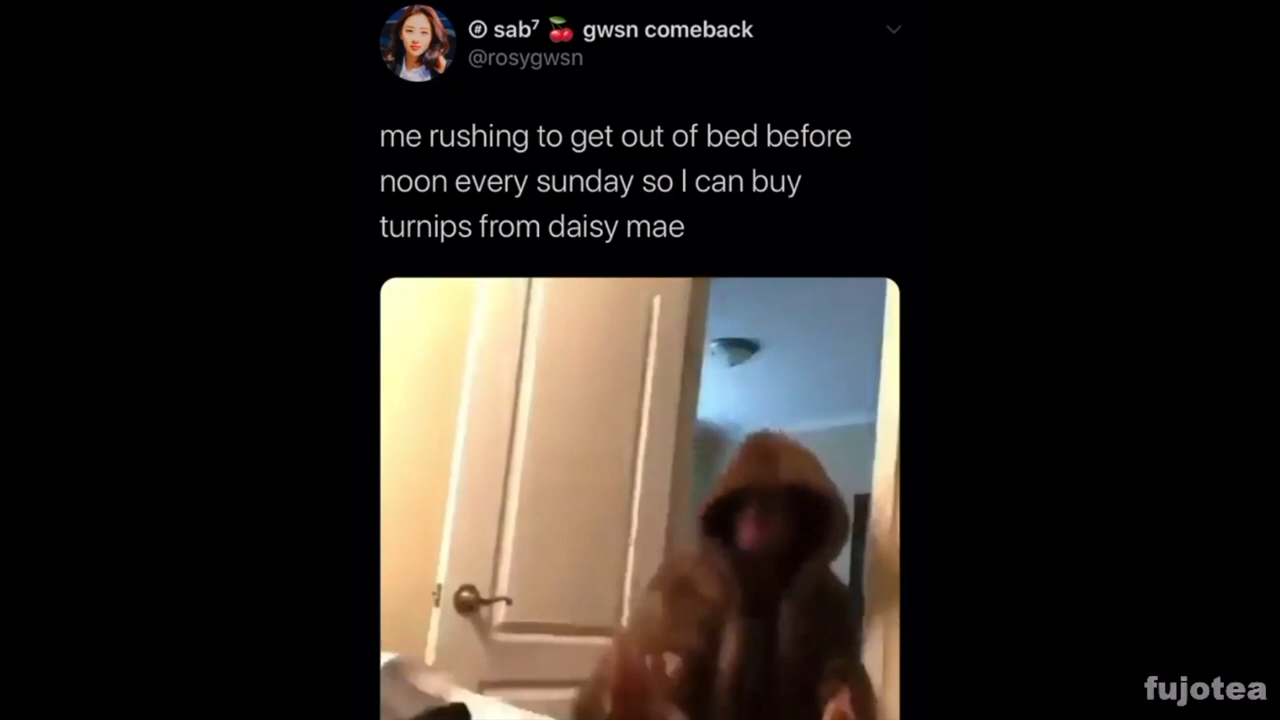 # sab⁷ 🍒 gwsn comeback
@rosygwsn
me rushing to get out of bed before
noon every sunday so I can buy
turnips from daisy mae
fujotea